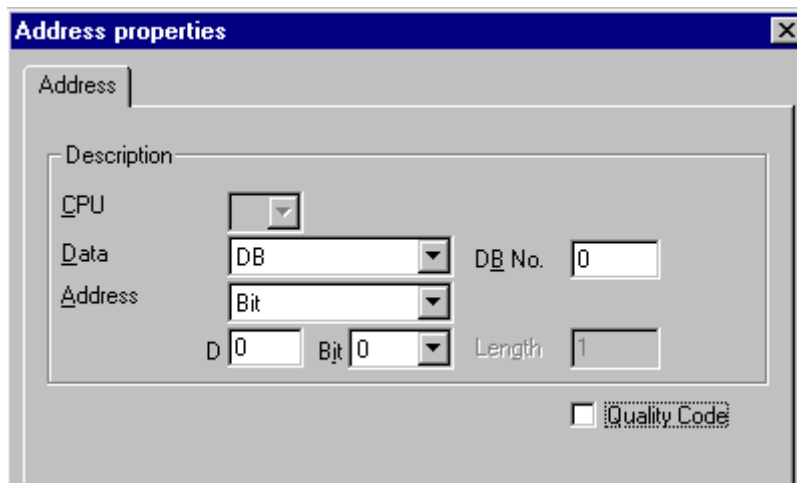 Address properties
Address
Description
CPU
Data DB DB No. 0
Address Bit
D 0 Bit 0 Length 1
Quality Code